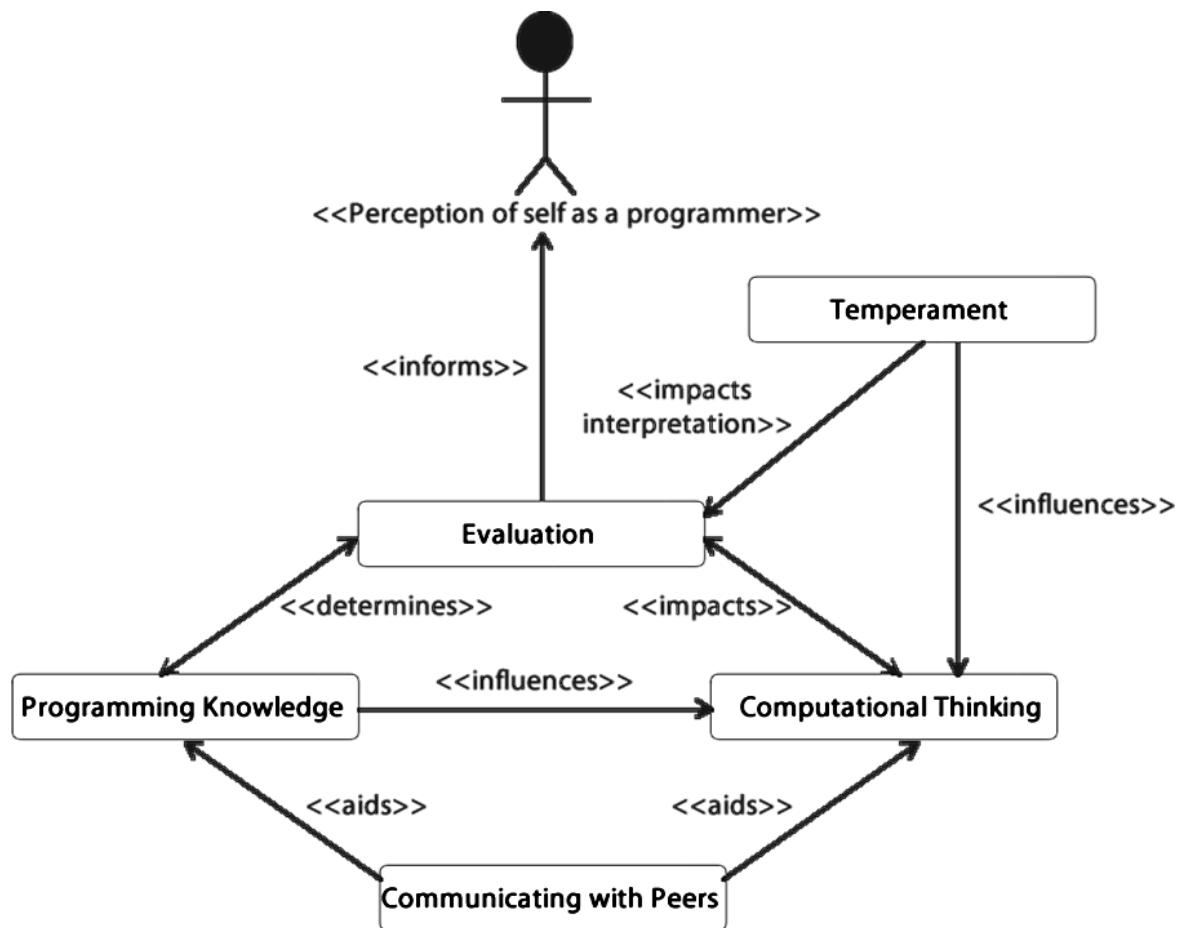 <<Perception of self as a programmer>>
Temperament
<<informs>>
<<impacts
interpretation>>
<<influences>>
Evaluation
<<determines>>
<<impacts>>
<<influences>>
Programming Knowledge
Computational Thinking
<<aids>>
<<aids>>
Communicating with Peers